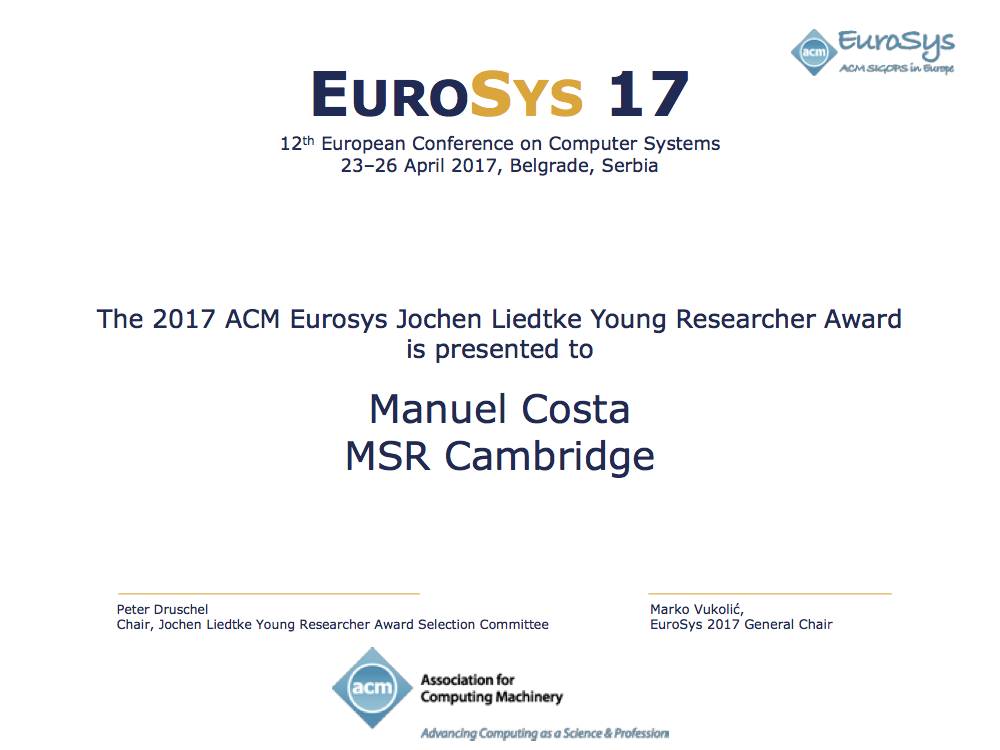 acm EuroSys
ACM SIGOPS in Europe
EUROSYS 17
12th European Conference on Computer Systems
23–26 April 2017, Belgrade, Serbia
The 2017 ACM Eurosys Jochen Liedtke Young Researcher Award
is presented to
Manuel Costa
MSR Cambridge
Peter Druschel
Chair, Jochen Liedtke Young Researcher Award Selection Committee
Marko Vukolić,
EuroSys 2017 General Chair
acm
Association for
Computing Machinery
Advancing Computing as a Science & Profession